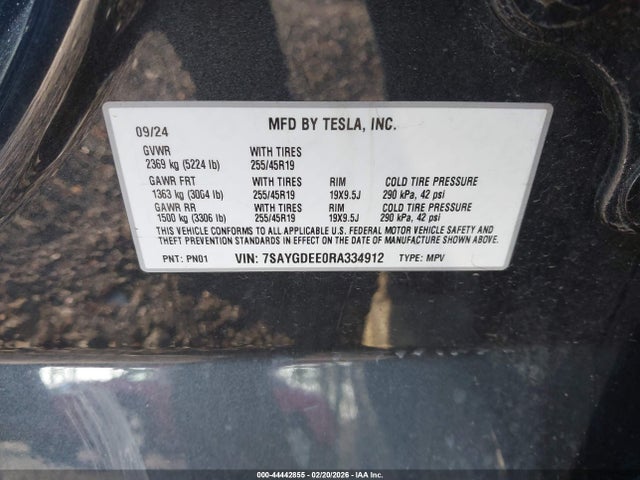 09/24 MFD BY TESLA, INC.
GVWR WITH TIRES
2369 kg (5224 lb) 255/45R19
GAWR FRT WITH TIRES RIM COLD TIRE PRESSURE
1363 kg (3004 lb) 255/45R19 19X9.5J 290 kPa, 42 psi
GAWR RR WITH TIRES RIM COLD TIRE PRESSURE
1500 kg (3306 lb) 255/45R19 19X9.5J 290 kPa, 42 psi
THIS VEHICLE CONFORMS TO ALL APPLICABLE U.S. FEDERAL MOTOR VEHICLE SAFETY AND
THEFT PREVENTION STANDARDS IN EFFECT ON THE DATE OF MANUFACTURE SHOWN ABOVE.
PNT: PN01 VIN: 7SAYGDEE0RA334912 TYPE: MPV
000-44442855 - 02/20/2026 - IAA Inc.